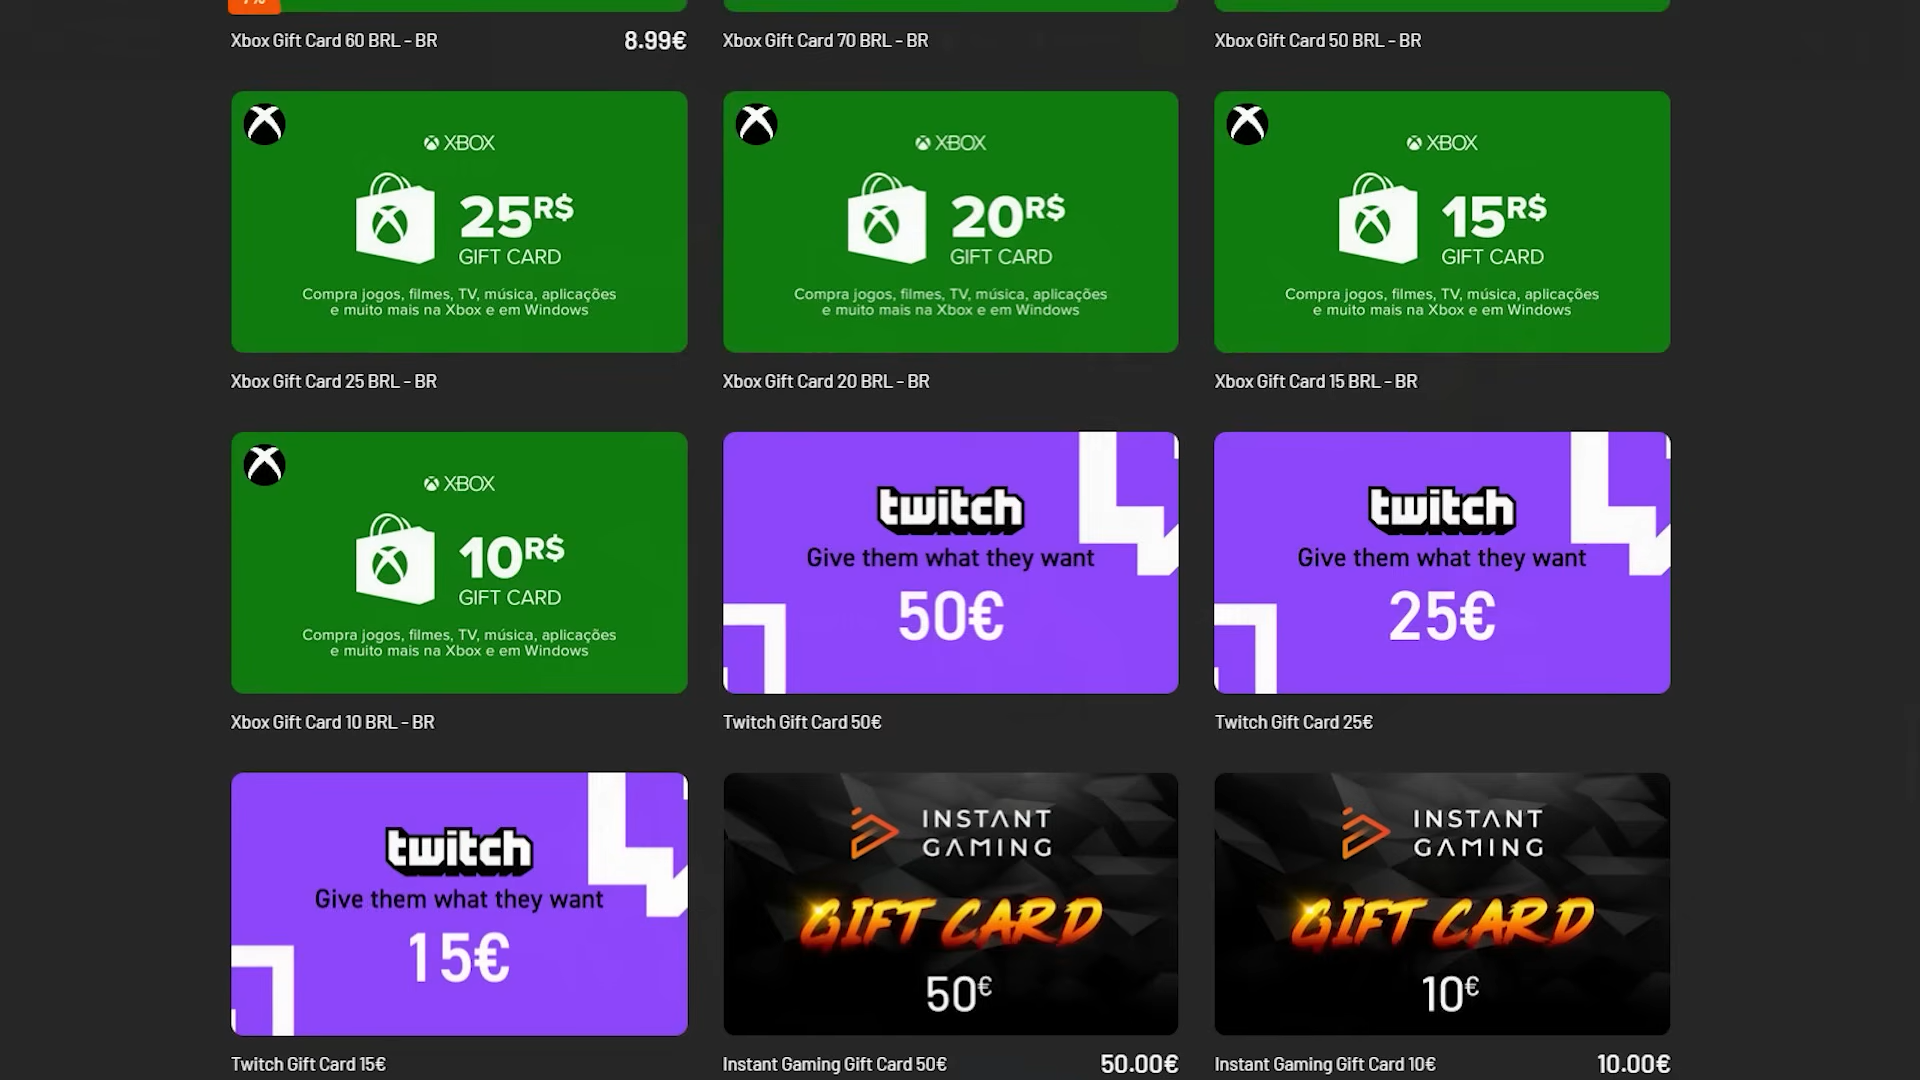 Xbox Gift Card 60 BRL - BR 8.99€
Xbox Gift Card 70 BRL - BR
Xbox Gift Card 50 BRL - BR
XBOX
25R$
GIFT CARD
Compra jogos, filmes, TV, música, aplicações
e muito mais na Xbox e em Windows
Xbox Gift Card 25 BRL - BR
XBOX
20R$
GIFT CARD
Compra jogos, filmes, TV, música, aplicações
e muito mais na Xbox e em Windows
Xbox Gift Card 20 BRL - BR
XBOX
15R$
GIFT CARD
Compra jogos, filmes, TV, música, aplicações
e muito mais na Xbox e em Windows
Xbox Gift Card 15 BRL - BR
XBOX
10R$
GIFT CARD
Compra jogos, filmes, TV, música, aplicações
e muito mais na Xbox e em Windows
Xbox Gift Card 10 BRL - BR
twitch
Give them what they want
50€
Twitch Gift Card 50€
twitch
Give them what they want
25€
Twitch Gift Card 25€
twitch
Give them what they want
15€
Twitch Gift Card 15€
INSTANT
GAMING
GIFT CARD
50€
Instant Gaming Gift Card 50€ 50.00€
INSTANT
GAMING
GIFT CARD
10€
Instant Gaming Gift Card 10€ 10.00€